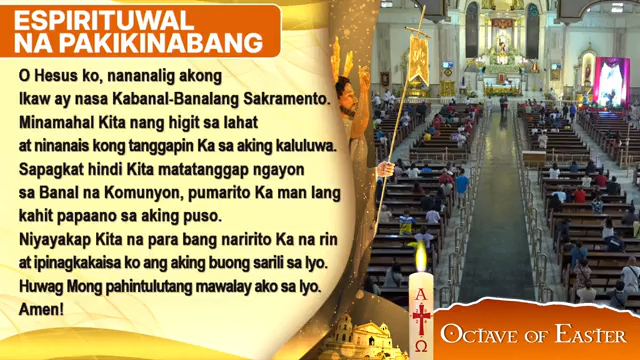 ESPIRITUWAL
NA PAKIKINABANG
O Hesus ko, nananalig akong
Ikaw ay nasa Kabanal-Banalang Sakramento.
Minamahal Kita nang higit sa lahat
at ninanais kong tanggapin Ka sa aking kaluluwa.
Sapagkat hindi Kita matatanggap ngayon
sa Banal na Komunyon, pumarito Ka man lang
kahit papaano sa aking puso.
Niyayakap Kita na para bang naririto Ka na rin
at ipinagkakaisa ko ang aking buong sarili sa Iyo.
Huwag Mong pahintulutang mawalay ako sa Iyo.
Amen!
Α
Ω
OCTAVE OF EASTER